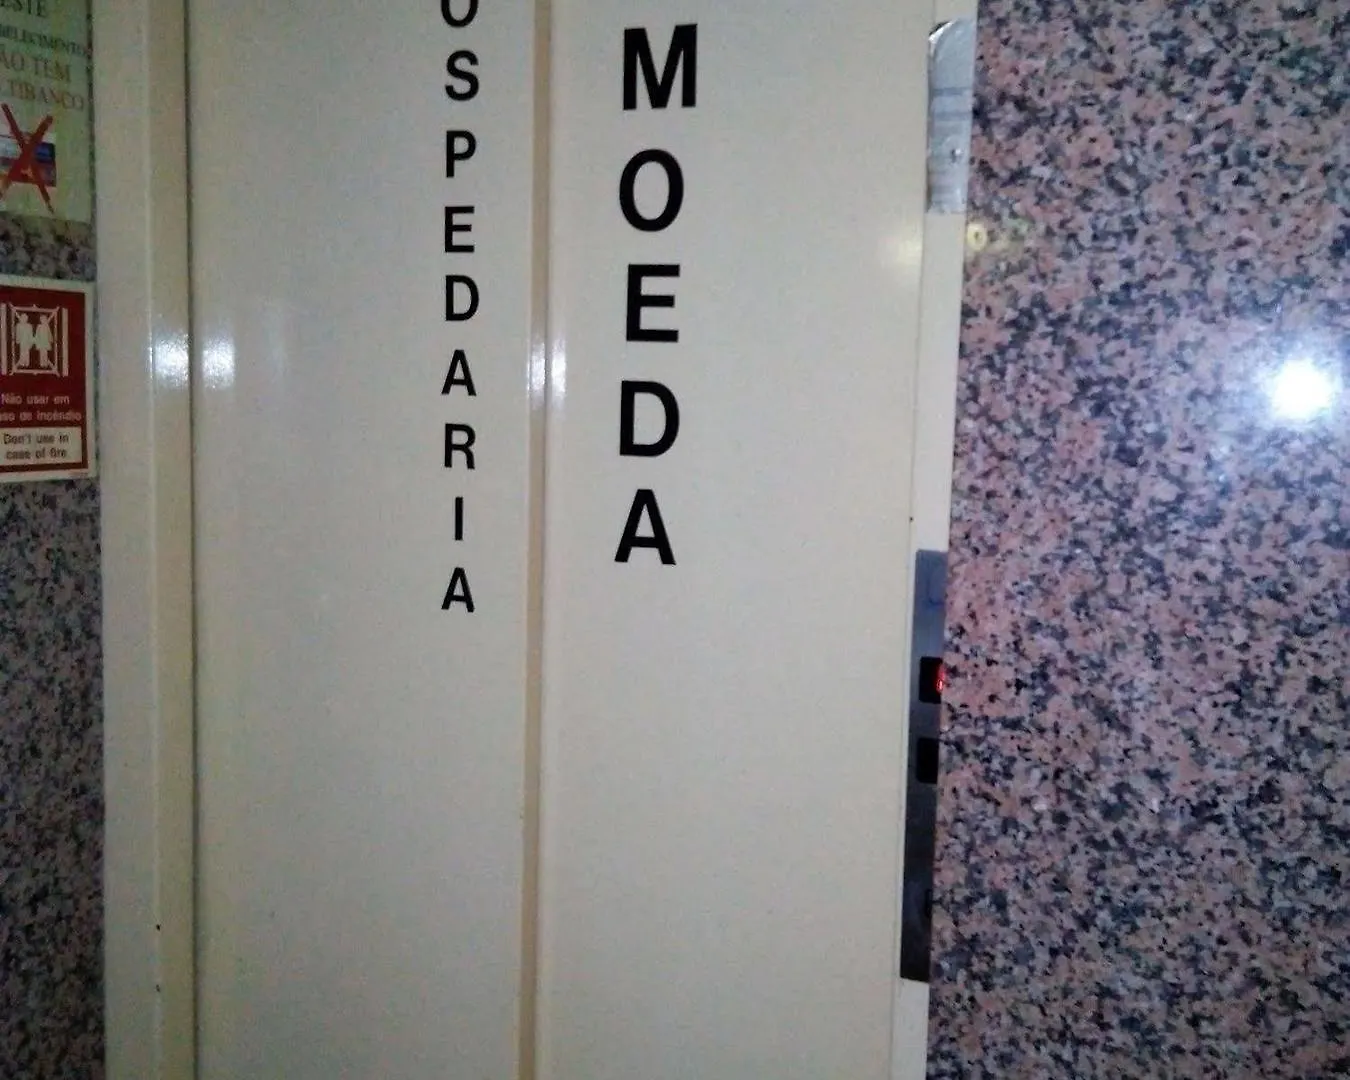 ESTE
NÃO TEM
OSPEDARIA
MOEDA
Não usar em
caso de incêndio
Don't use in
case of fire